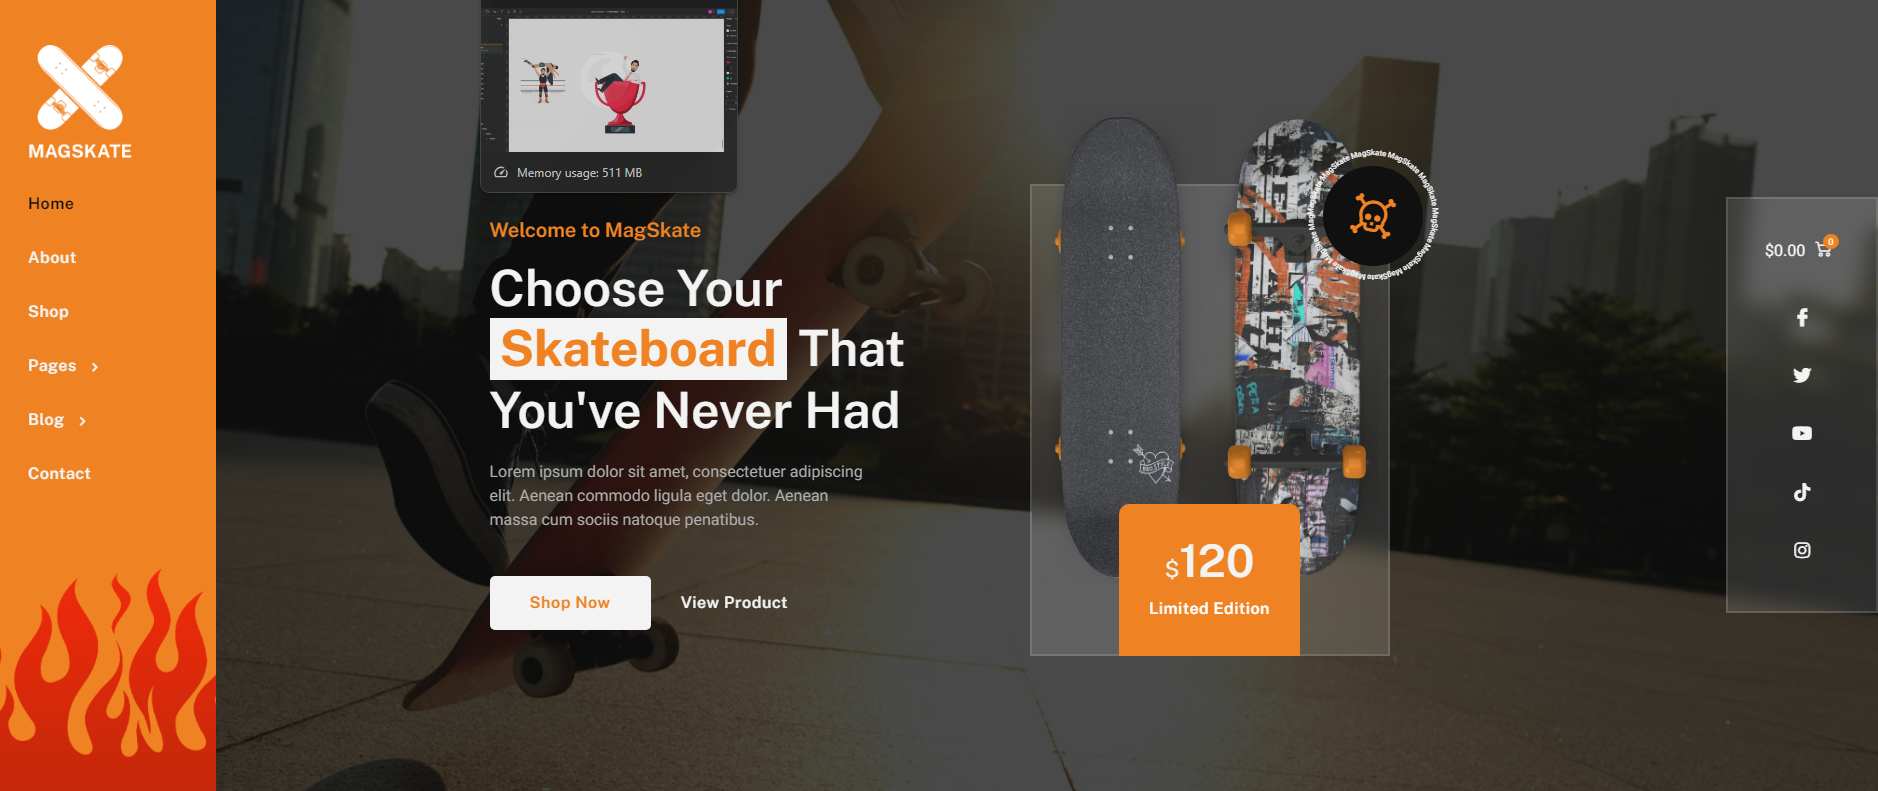 MAGSKATE
Home
About
Shop
Pages
Blog
Contact
Memory usage: 511 MB
Welcome to MagSkate
Choose Your
Skateboard That
You've Never Had
Lorem ipsum dolor sit amet, consectetuer adipiscing
elit. Aenean commodo ligula eget dolor. Aenean
massa cum sociis natoque penatibus.
Shop Now
View Product
MagSkate MagSkate MagSkate MagSkate MagSkate MagSkate MagSkate MagSkate
$120
Limited Edition
$0.00
0